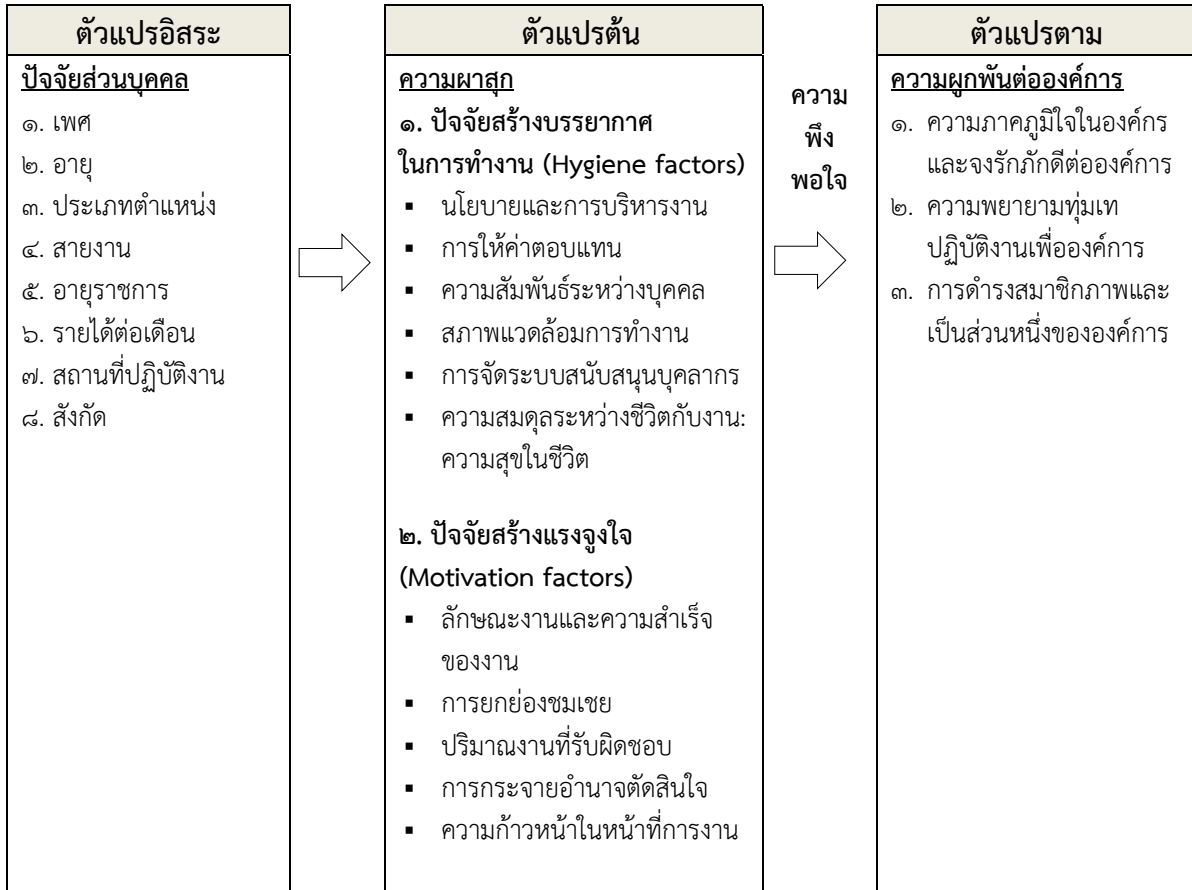 ตัวแปรอิสระ
ปัจจัยส่วนบุคคล
๑. เพศ
๒. อายุ
๓. ประเภทตำแหน่ง
๔. สายงาน
๕. อายุราชการ
๖. รายได้ต่อเดือน
๗. สถานที่ปฏิบัติงาน
๘. สังกัด
ตัวแปรต้น
ความผาสุก
๑. ปัจจัยสร้างบรรยากาศ
ในการทำงาน (Hygiene factors)
▪ นโยบายและการบริหารงาน
▪ การให้ค่าตอบแทน
▪ ความสัมพันธ์ระหว่างบุคคล
▪ สภาพแวดล้อมการทำงาน
▪ การจัดระบบสนับสนุนบุคลากร
▪ ความสมดุลระหว่างชีวิตกับงาน:
ความสุขในชีวิต
๒. ปัจจัยสร้างแรงจูงใจ
(Motivation factors)
▪ ลักษณะงานและความสำเร็จ
ของงาน
▪ การยกย่องชมเชย
▪ ปริมาณงานที่รับผิดชอบ
▪ การกระจายอำนาจตัดสินใจ
▪ ความก้าวหน้าในหน้าที่การงาน
ความ
พึง
พอใจ
ตัวแปรตาม
ความผูกพันต่อองค์การ
๑. ความภาคภูมิใจในองค์กร
และจงรักภักดีต่อองค์การ
๒. ความพยายามทุ่มเท
ปฏิบัติงานเพื่อองค์การ
๓. การดำรงสมาชิกภาพและ
เป็นส่วนหนึ่งขององค์การ